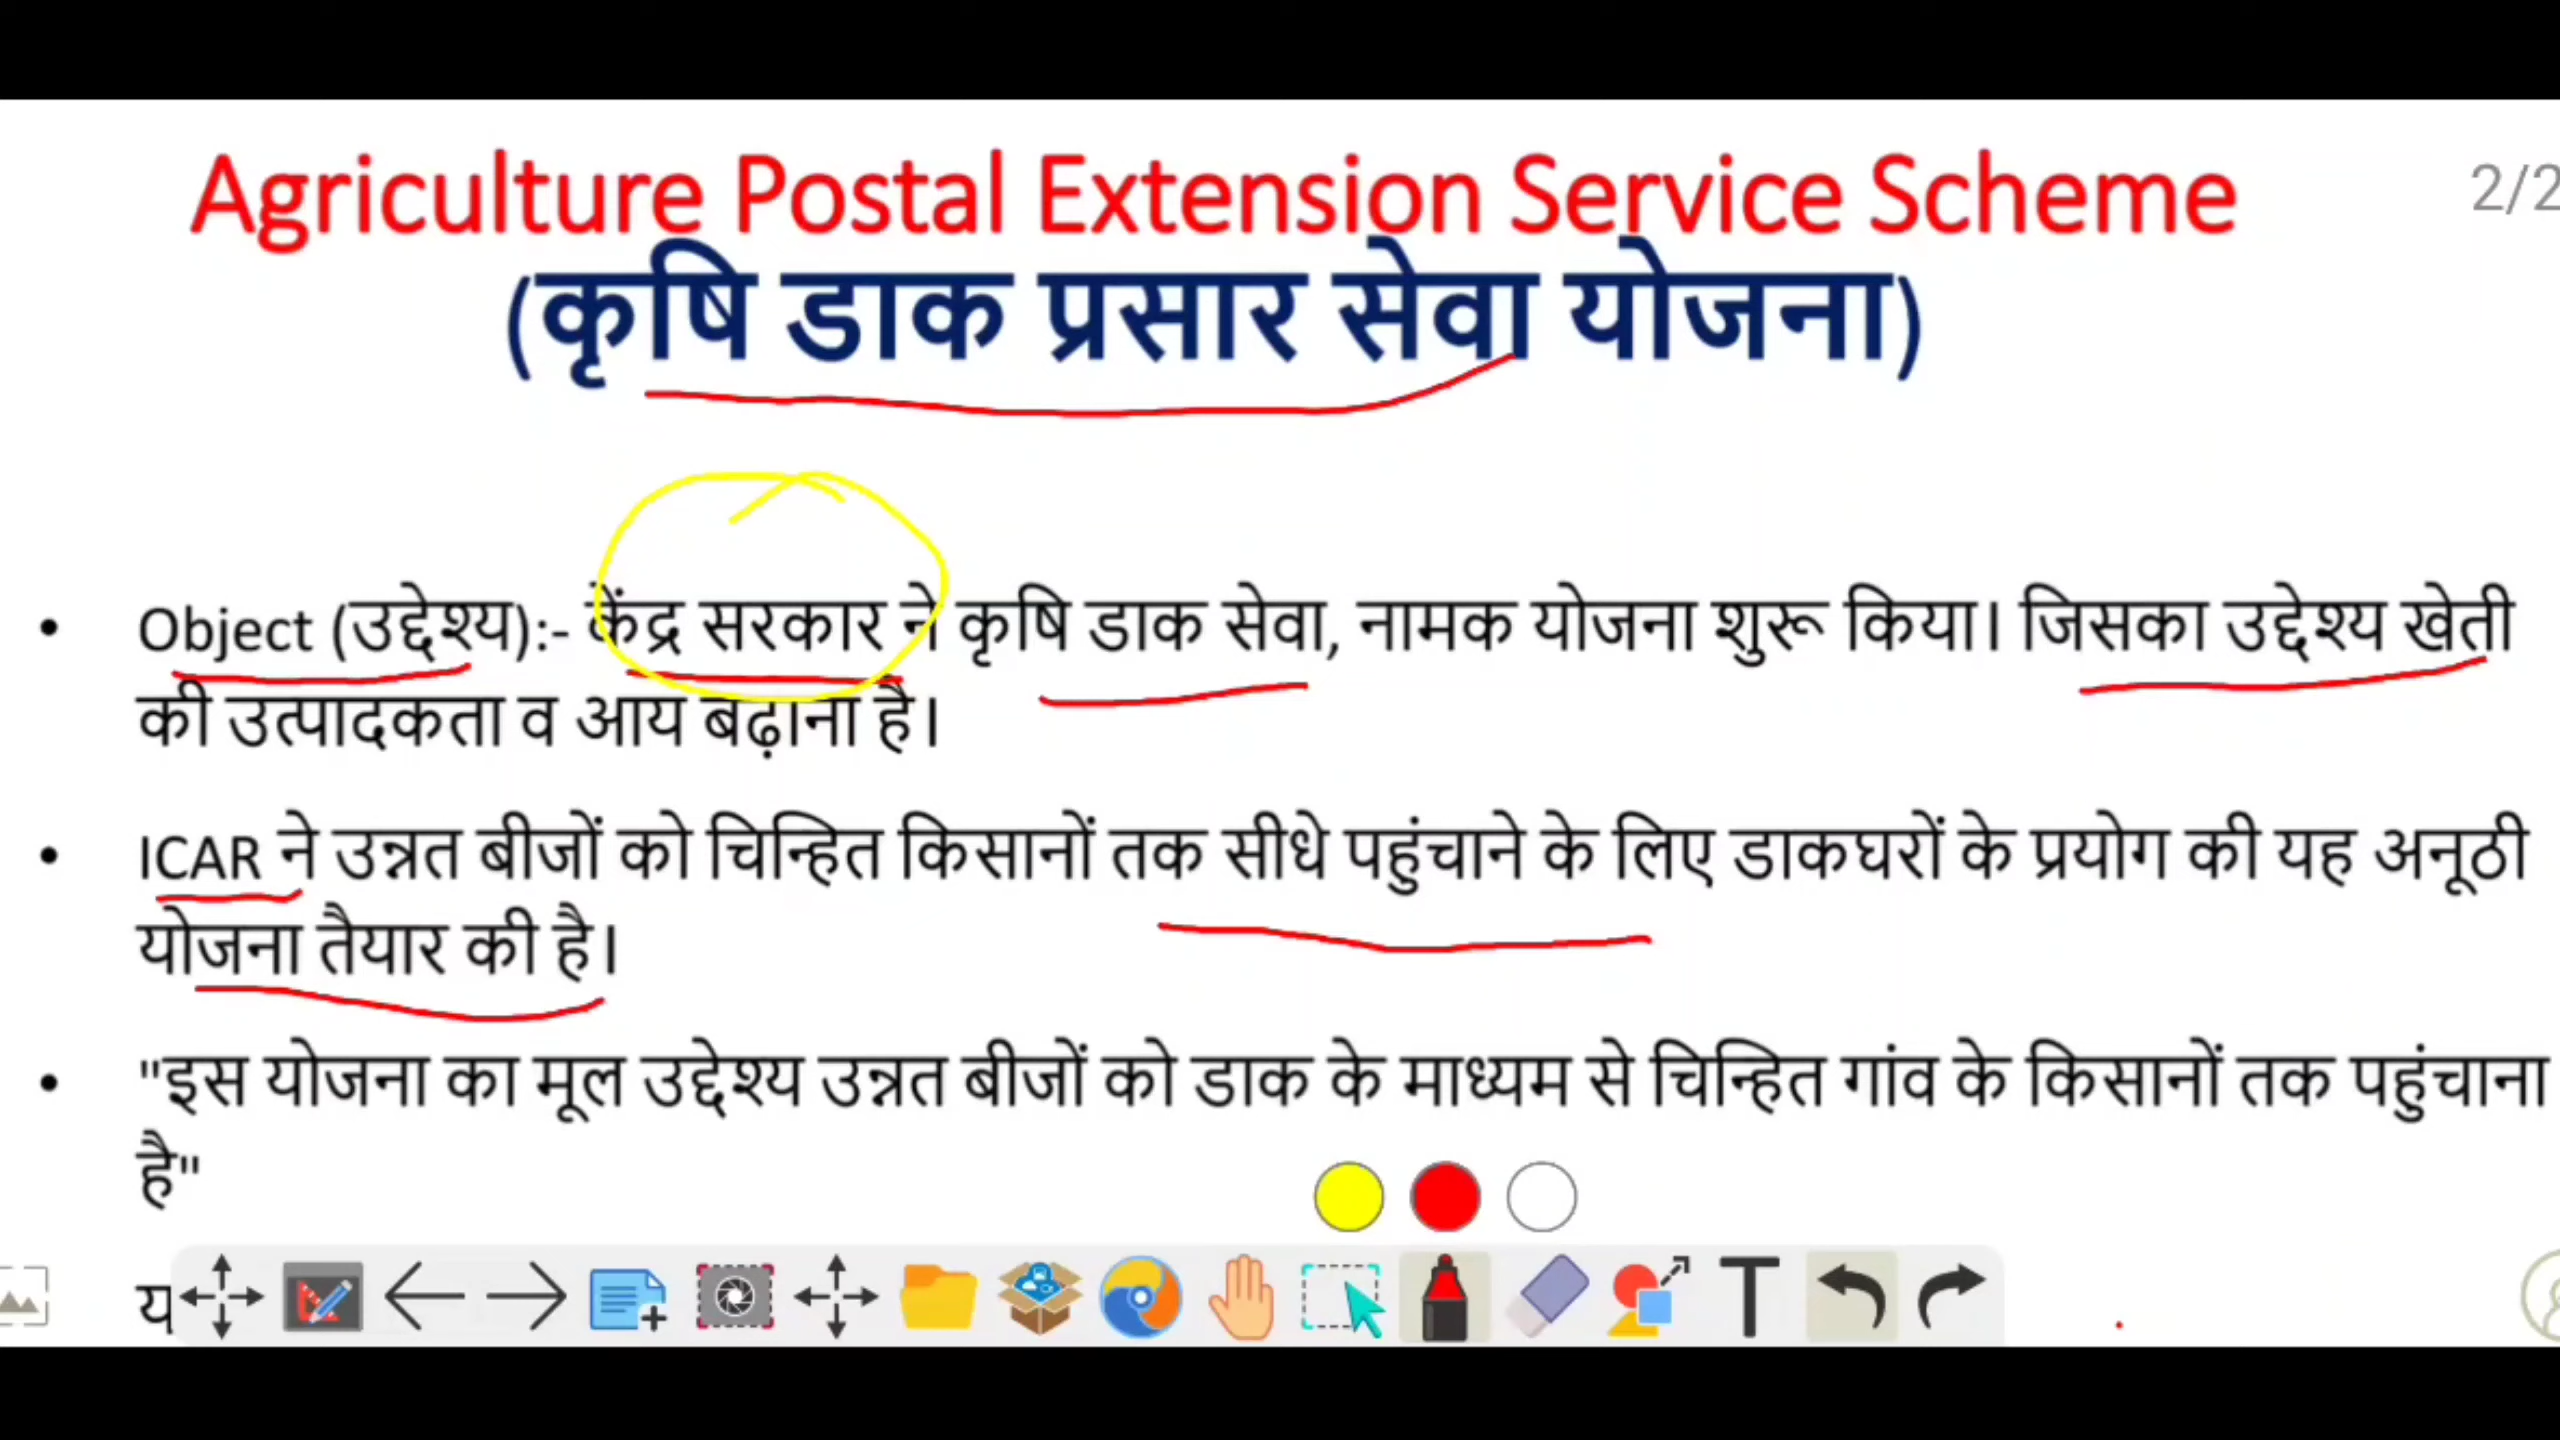 Agriculture Postal Extension Service Scheme
2/2
(कृषि डाक प्रसार सेवा योजना)
• Object (उद्देश्य):- केंद्र सरकार ने कृषि डाक सेवा, नामक योजना शुरू किया। जिसका उद्देश्य खेती
की उत्पादकता व आय बढ़ाना है।
• ICAR ने उन्नत बीजों को चिन्हित किसानों तक सीधे पहुंचाने के लिए डाकघरों के प्रयोग की यह अनूठी
योजना तैयार की है।
• "इस योजना का मूल उद्देश्य उन्नत बीजों को डाक के माध्यम से चिन्हित गांव के किसानों तक पहुंचाना
है"
T